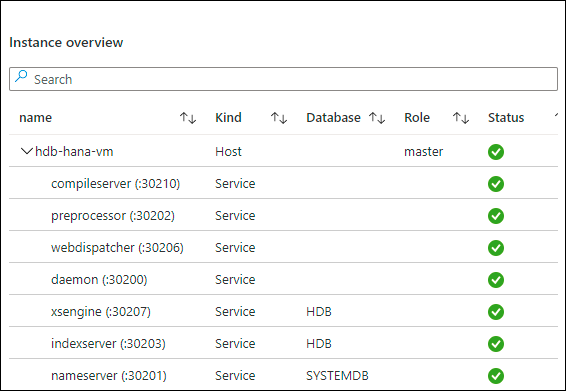 Instance overview
Search
name Kind Database Role Status
hdb-hana-vm Host master
compileserver (:30210) Service
preprocessor (:30202) Service
webdispatcher (:30206) Service
daemon (:30200) Service
xsengine (:30207) Service HDB
indexserver (:30203) Service HDB
nameserver (:30201) Service SYSTEMDB